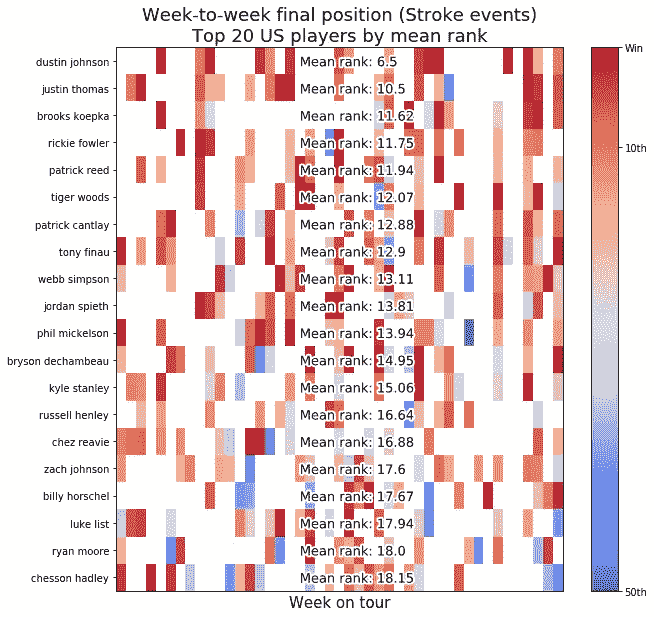 Week-to-week final position (Stroke events)
Top 20 US players by mean rank
dustin johnson Mean rank: 6.5
justin thomas Mean rank: 10.5
brooks koepka Mean rank: 11.62
rickie fowler Mean rank: 11.75
patrick reed Mean rank: 11.94
tiger woods Mean rank: 12.07
patrick cantlay Mean rank: 12.88
tony finau Mean rank: 12.9
webb simpson Mean rank: 13.11
jordan spieth Mean rank: 13.81
phil mickelson Mean rank: 13.94
bryson dechambeau Mean rank: 14.95
kyle stanley Mean rank: 15.06
russell henley Mean rank: 16.64
chez reavie Mean rank: 16.88
zach johnson Mean rank: 17.6
billy horschel Mean rank: 17.67
luke list Mean rank: 17.94
ryan moore Mean rank: 18.0
chesson hadley Mean rank: 18.15
Week on tour
Win
10th
50th